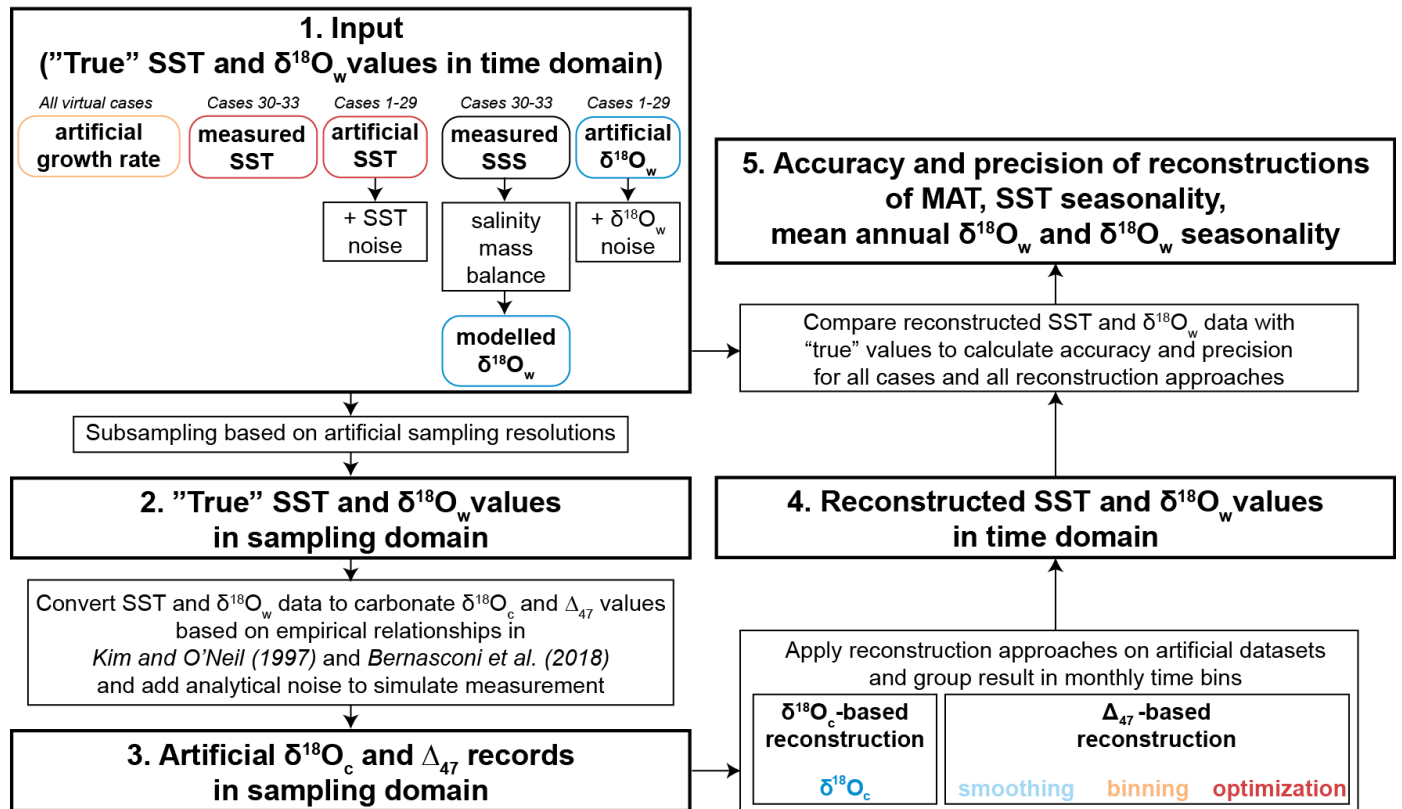 1. Input
("True" SST and δ¹⁸Ow values in time domain)
All virtual cases
artificial
growth rate
Cases 30-33
measured
SST
Cases 1-29
artificial
SST
+ SST
noise
Cases 30-33
measured
SSS
salinity
mass
balance
modelled
δ¹⁸Ow
Cases 1-29
artificial
δ¹⁸Ow
+ δ¹⁸Ow
noise
Subsampling based on artificial sampling resolutions
2. "True" SST and δ¹⁸Ow values
in sampling domain
Convert SST and δ¹⁸Ow data to carbonate δ¹⁸Oc and Δ47 values
based on empirical relationships in
Kim and O'Neil (1997) and Bernasconi et al. (2018)
and add analytical noise to simulate measurement
3. Artificial δ¹⁸Oc and Δ47 records
in sampling domain
Apply reconstruction approaches on artificial datasets
and group result in monthly time bins
δ¹⁸Oc-based
reconstruction
δ¹⁸Oc
Δ47-based
reconstruction
smoothing binning optimization
4. Reconstructed SST and δ¹⁸Ow values
in time domain
Compare reconstructed SST and δ¹⁸Ow data with
"true" values to calculate accuracy and precision
for all cases and all reconstruction approaches
5. Accuracy and precision of reconstructions
of MAT, SST seasonality,
mean annual δ¹⁸Ow and δ¹⁸Ow seasonality